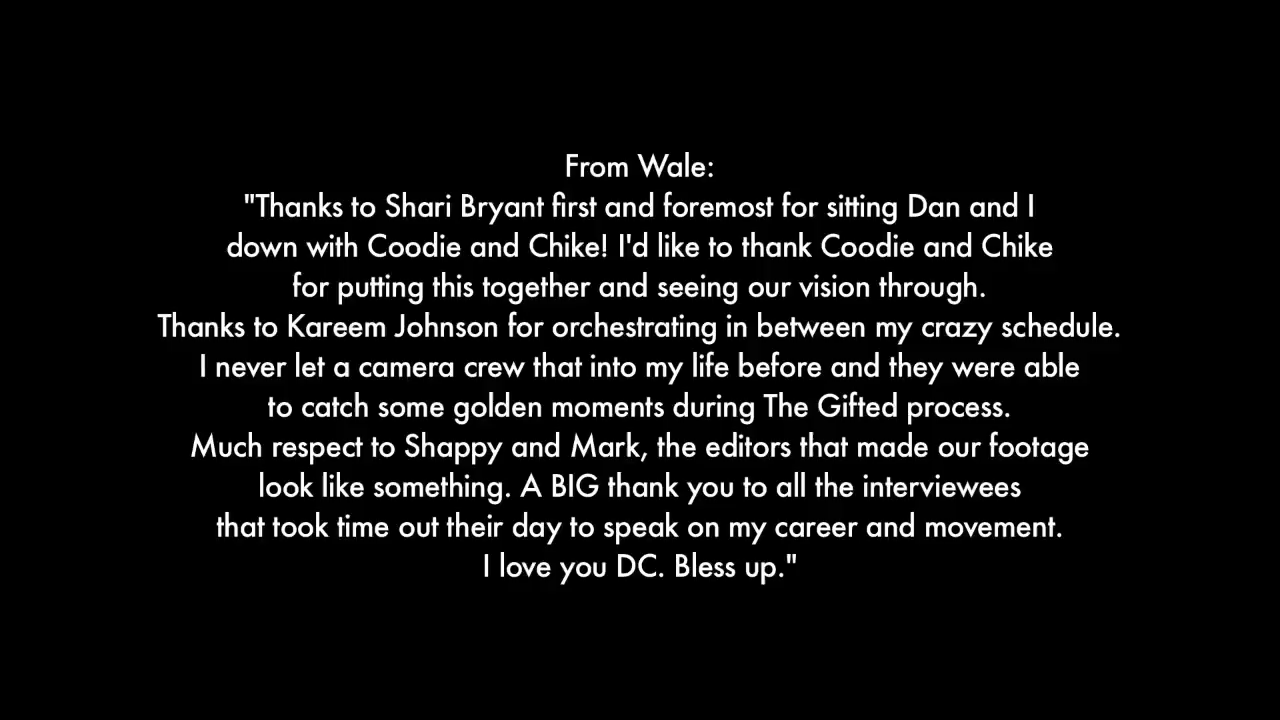 From Wale:
"Thanks to Shari Bryant first and foremost for sitting Dan and I
down with Coodie and Chike! I'd like to thank Coodie and Chike
for putting this together and seeing our vision through.
Thanks to Kareem Johnson for orchestrating in between my crazy schedule.
I never let a camera crew that into my life before and they were able
to catch some golden moments during The Gifted process.
Much respect to Shappy and Mark, the editors that made our footage
look like something. A BIG thank you to all the interviewees
that took time out their day to speak on my career and movement.
I love you DC. Bless up."